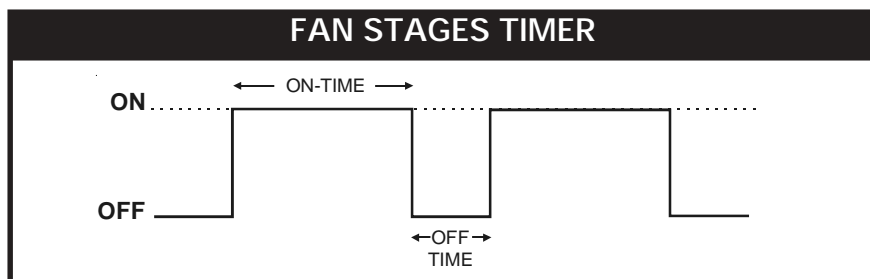 FAN STAGES TIMER
ON-TIME
ON
OFF
OFF
TIME